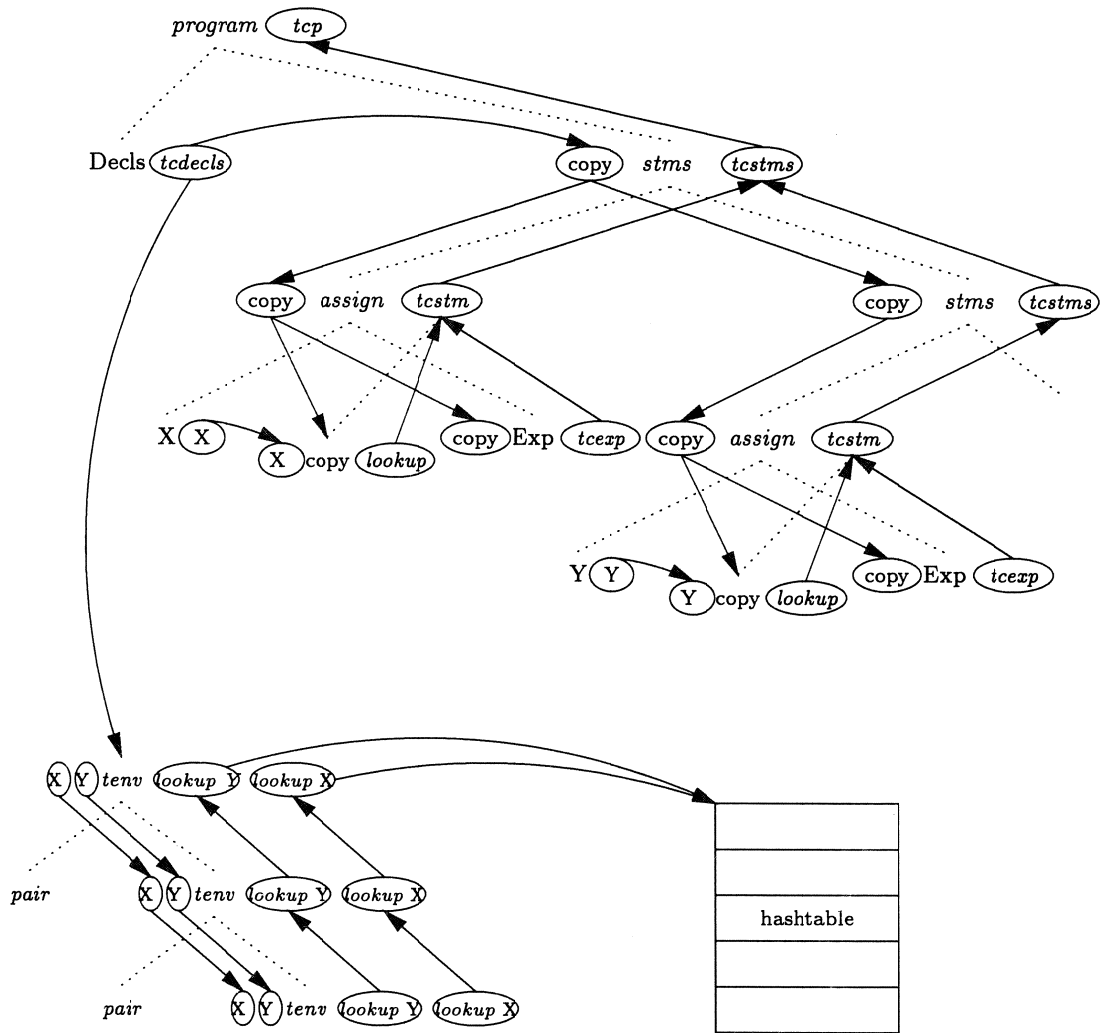 program tcp
Decls tcdecls copy stms tcstms
copy assign tcstm copy stms tcstms
X X X copy lookup copy Exp tcexp copy assign tcstm
Y Y Y copy lookup copy Exp tcexp
X Y tenv lookup Y lookup X
pair X Y tenv lookup Y lookup X
hashtable
pair X Y tenv lookup Y lookup X